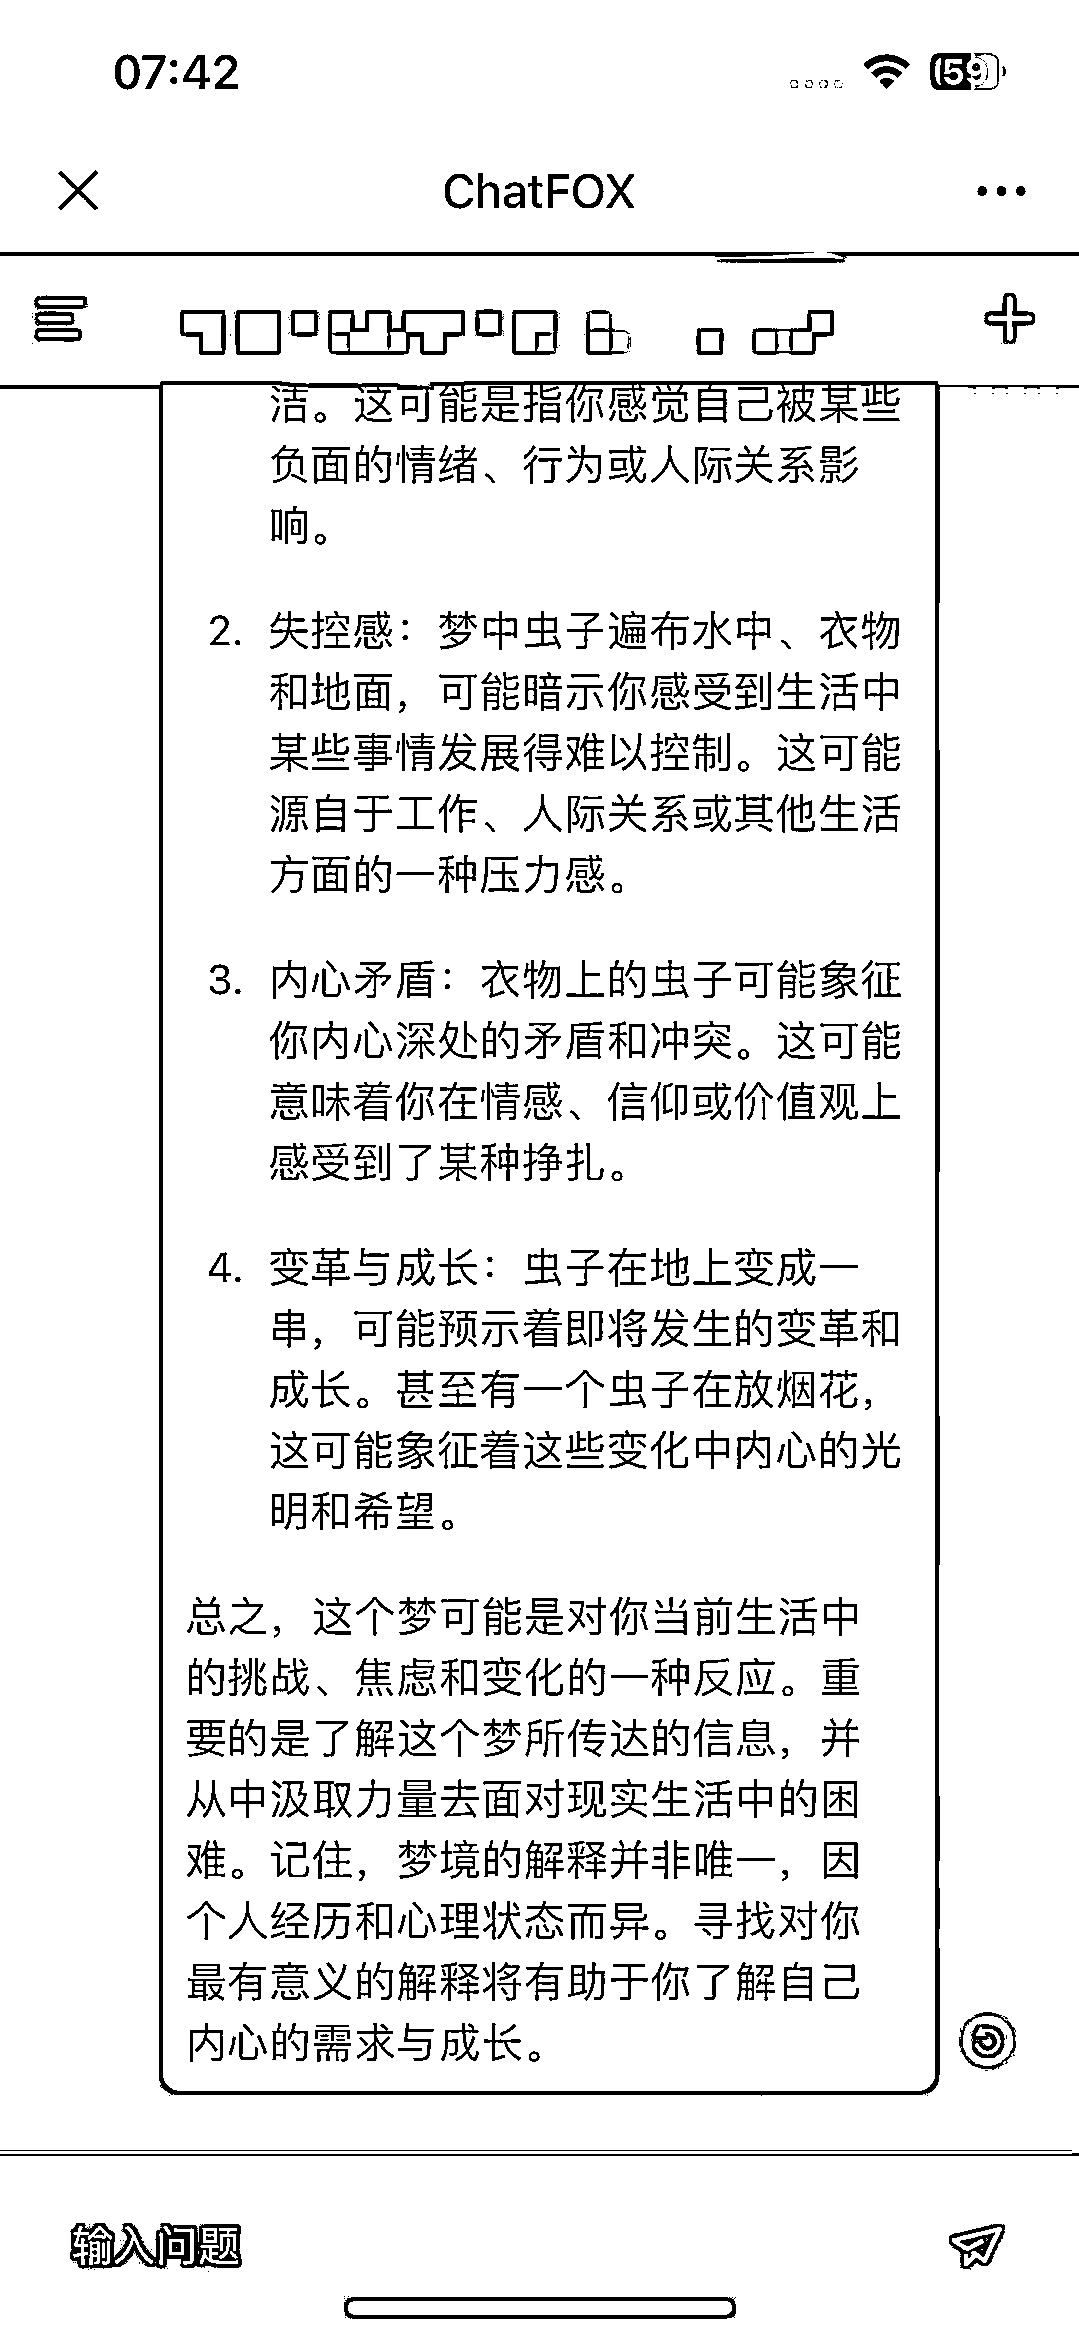 07:42
59
ChatFOX
洁。这可能是指你感觉自己被某些
负面的情绪、行为或人际关系影
响。
2. 失控感：梦中虫子遍布水中、衣物
和地面，可能暗示你感受到生活中
某些事情发展得难以控制。这可能
源自于工作、人际关系或其他生活
方面的一种压力感。
3. 内心矛盾：衣物上的虫子可能象征
你内心深处的矛盾和冲突。这可能
意味着你在情感、信仰或价值观上
感受到了某种挣扎。
4. 变革与成长：虫子在地上变成一
串，可能预示着即将发生的变革和
成长。甚至有一个虫子在放烟花，
这可能象征着这些变化中内心的光
明和希望。
总之，这个梦可能是对你当前生活中
的挑战、焦虑和变化的一种反应。重
要的是了解这个梦所传达的信息，并
从中汲取力量去面对现实生活中的困
难。记住，梦境的解释并非唯一，因
个人经历和心理状态而异。寻找对你
最有意义的解释将有助于你了解自己
内心的需求与成长。
输入问题